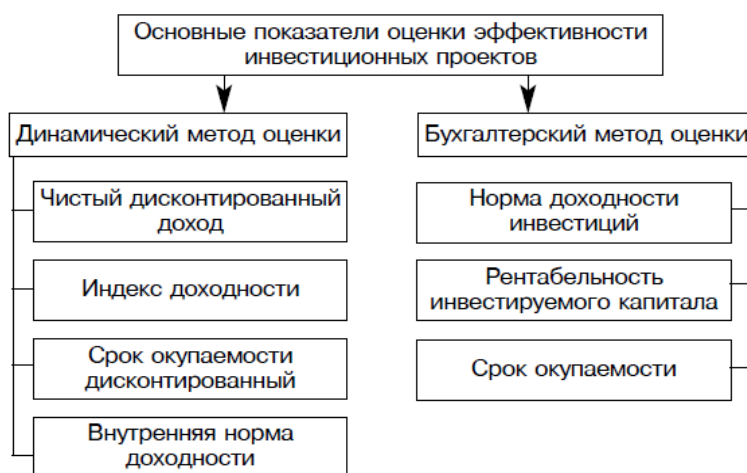 Основные показатели оценки эффективности
инвестиционных проектов
Динамический метод оценки
Чистый дисконтированный
доход
Индекс доходности
Срок окупаемости
дисконтированный
Внутренняя норма
доходности
Бухгалтерский метод оценки
Норма доходности
инвестиций
Рентабельность
инвестируемого капитала
Срок окупаемости